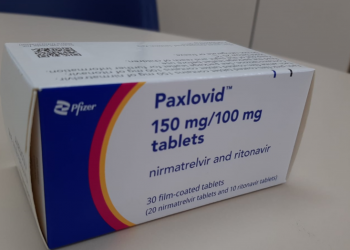 Pfizer
Paxlovid™
150 mg/100 mg
tablets
nirmatrelvir and ritonavir
30 film-coated tablets
(20 nirmatrelvir tablets and 10 ritonavir tablets)